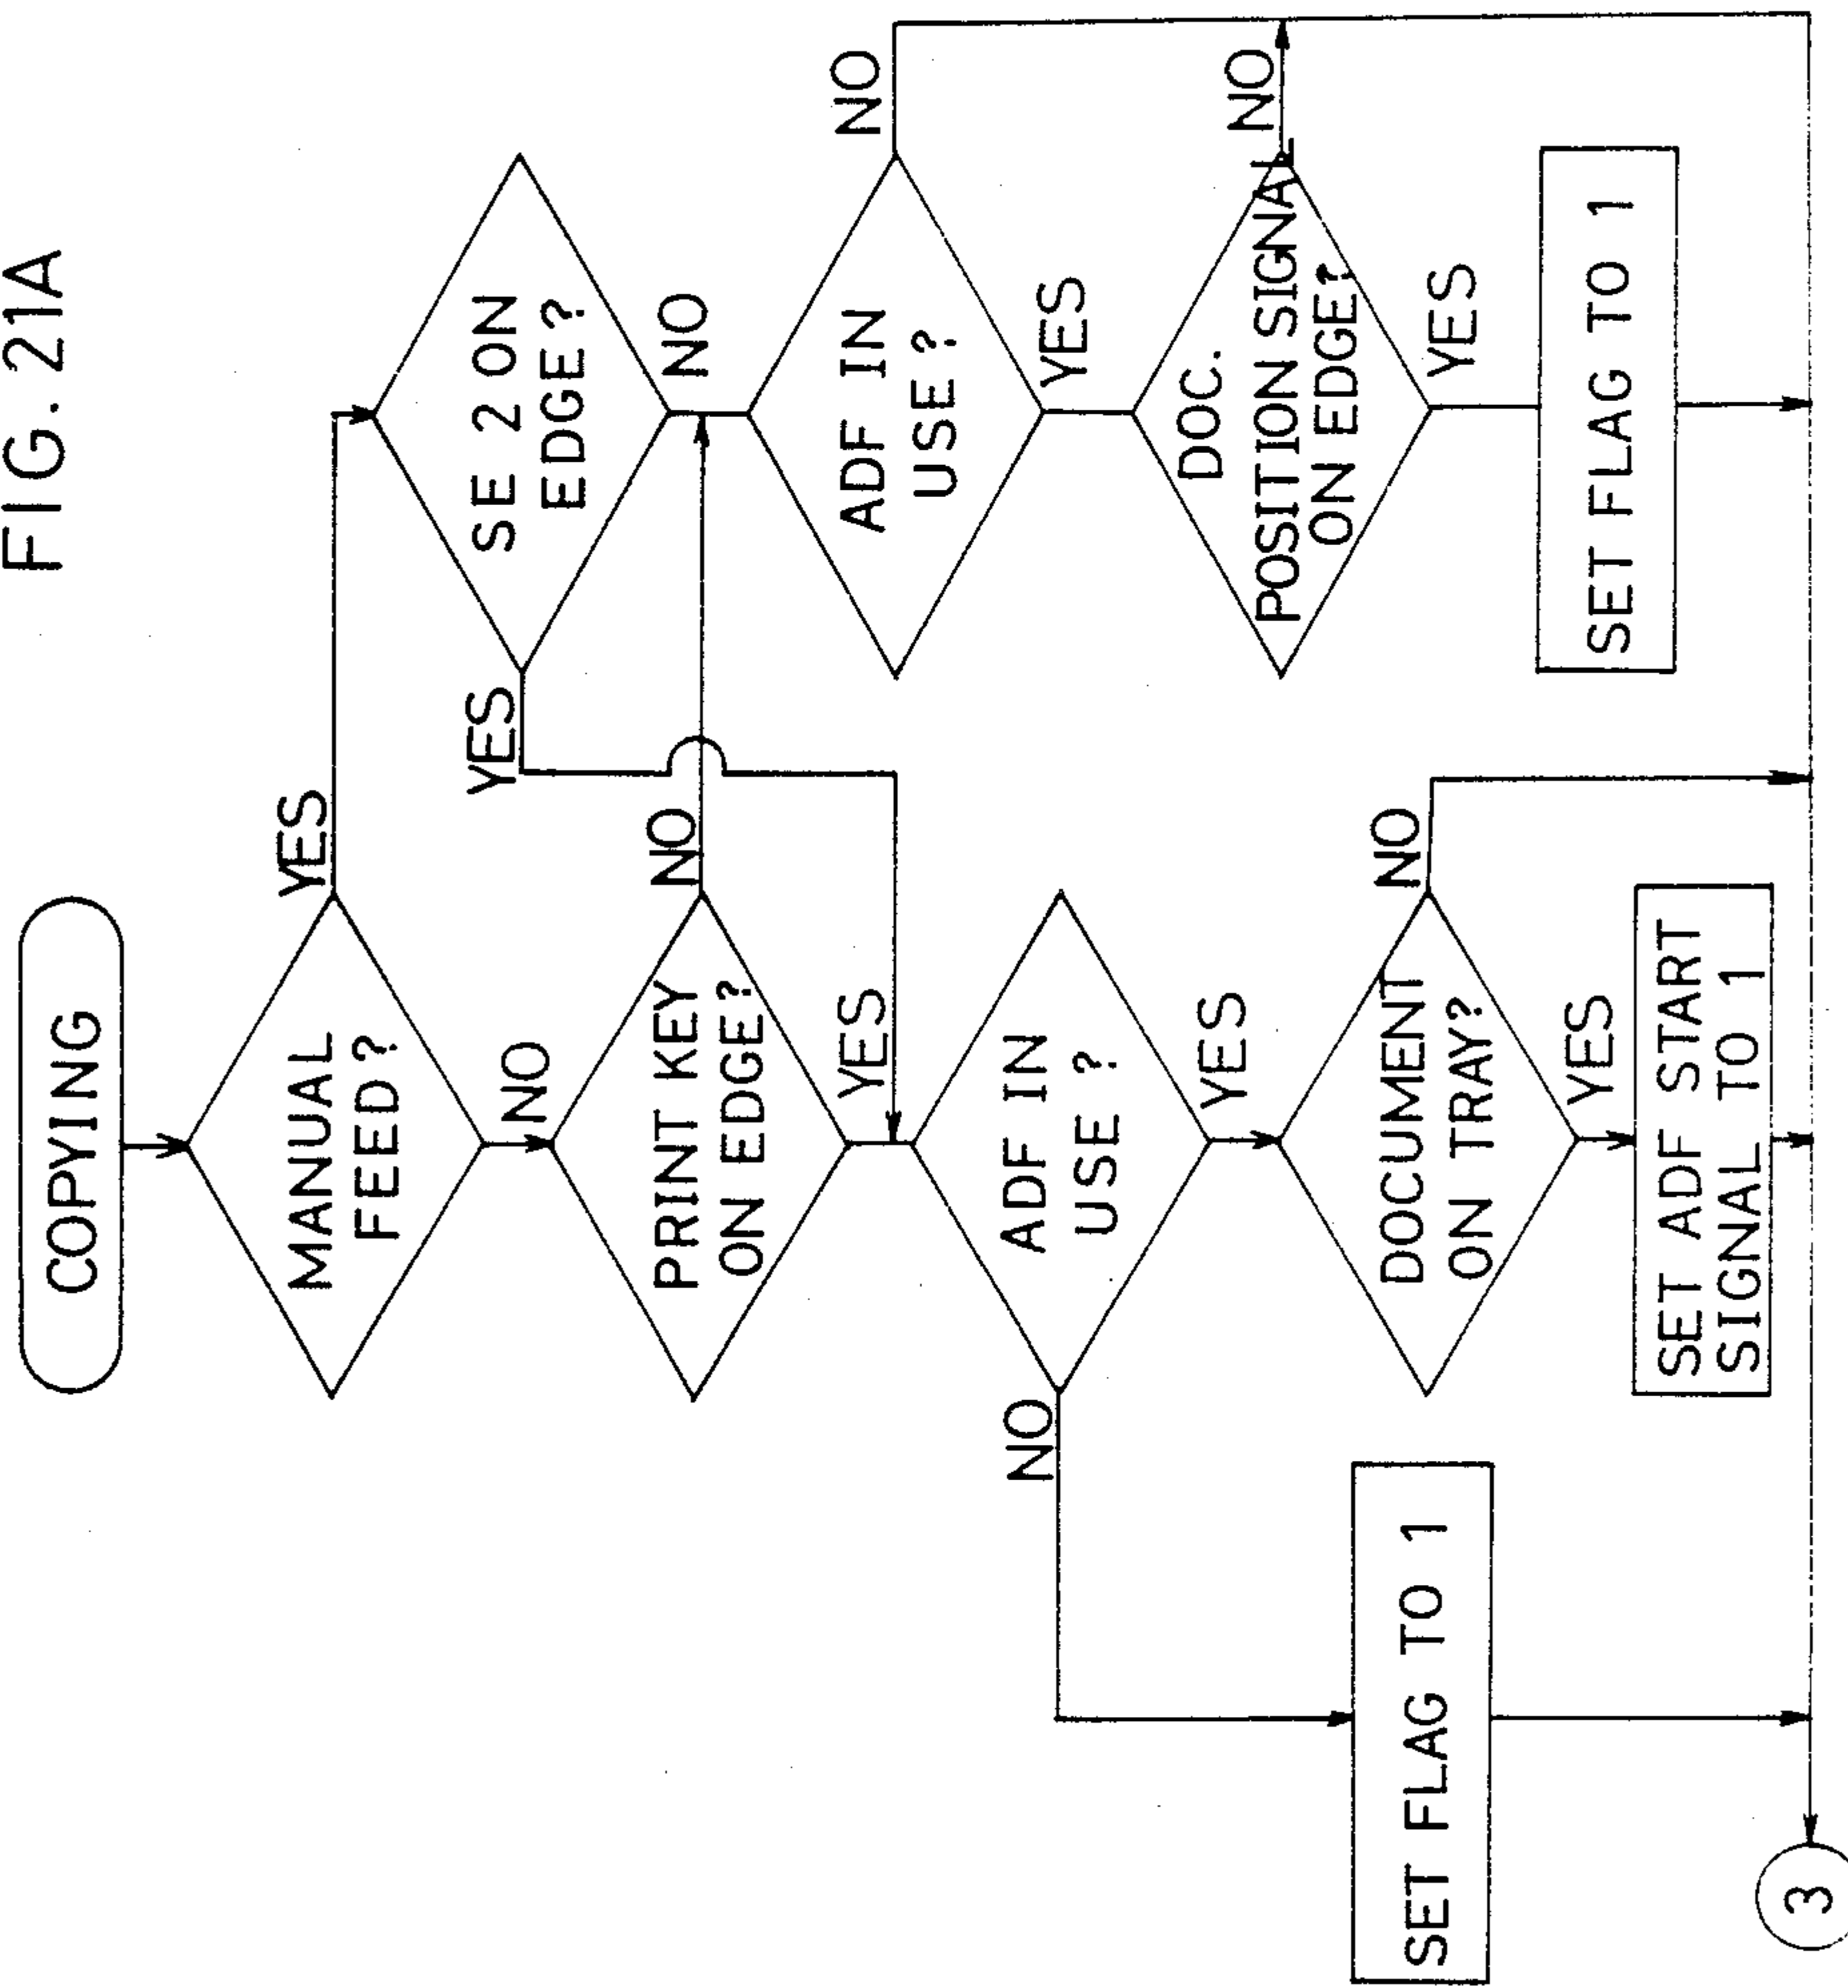 FIG. 21A
COPYING
MANUAL
FEED?
YES
NO
SE 2 ON
EDGE?
YES
NO
PRINT KEY
ON EDGE?
NO
YES
ADF IN
USE?
NO
YES
ADF IN
USE?
NO
YES
DOC.
POSITION SIGNAL
ON EDGE?
NO
YES
DOCUMENT
ON TRAY?
NO
YES
SET FLAG TO 1
SET ADF START
SIGNAL TO 1
SET FLAG TO 1
3